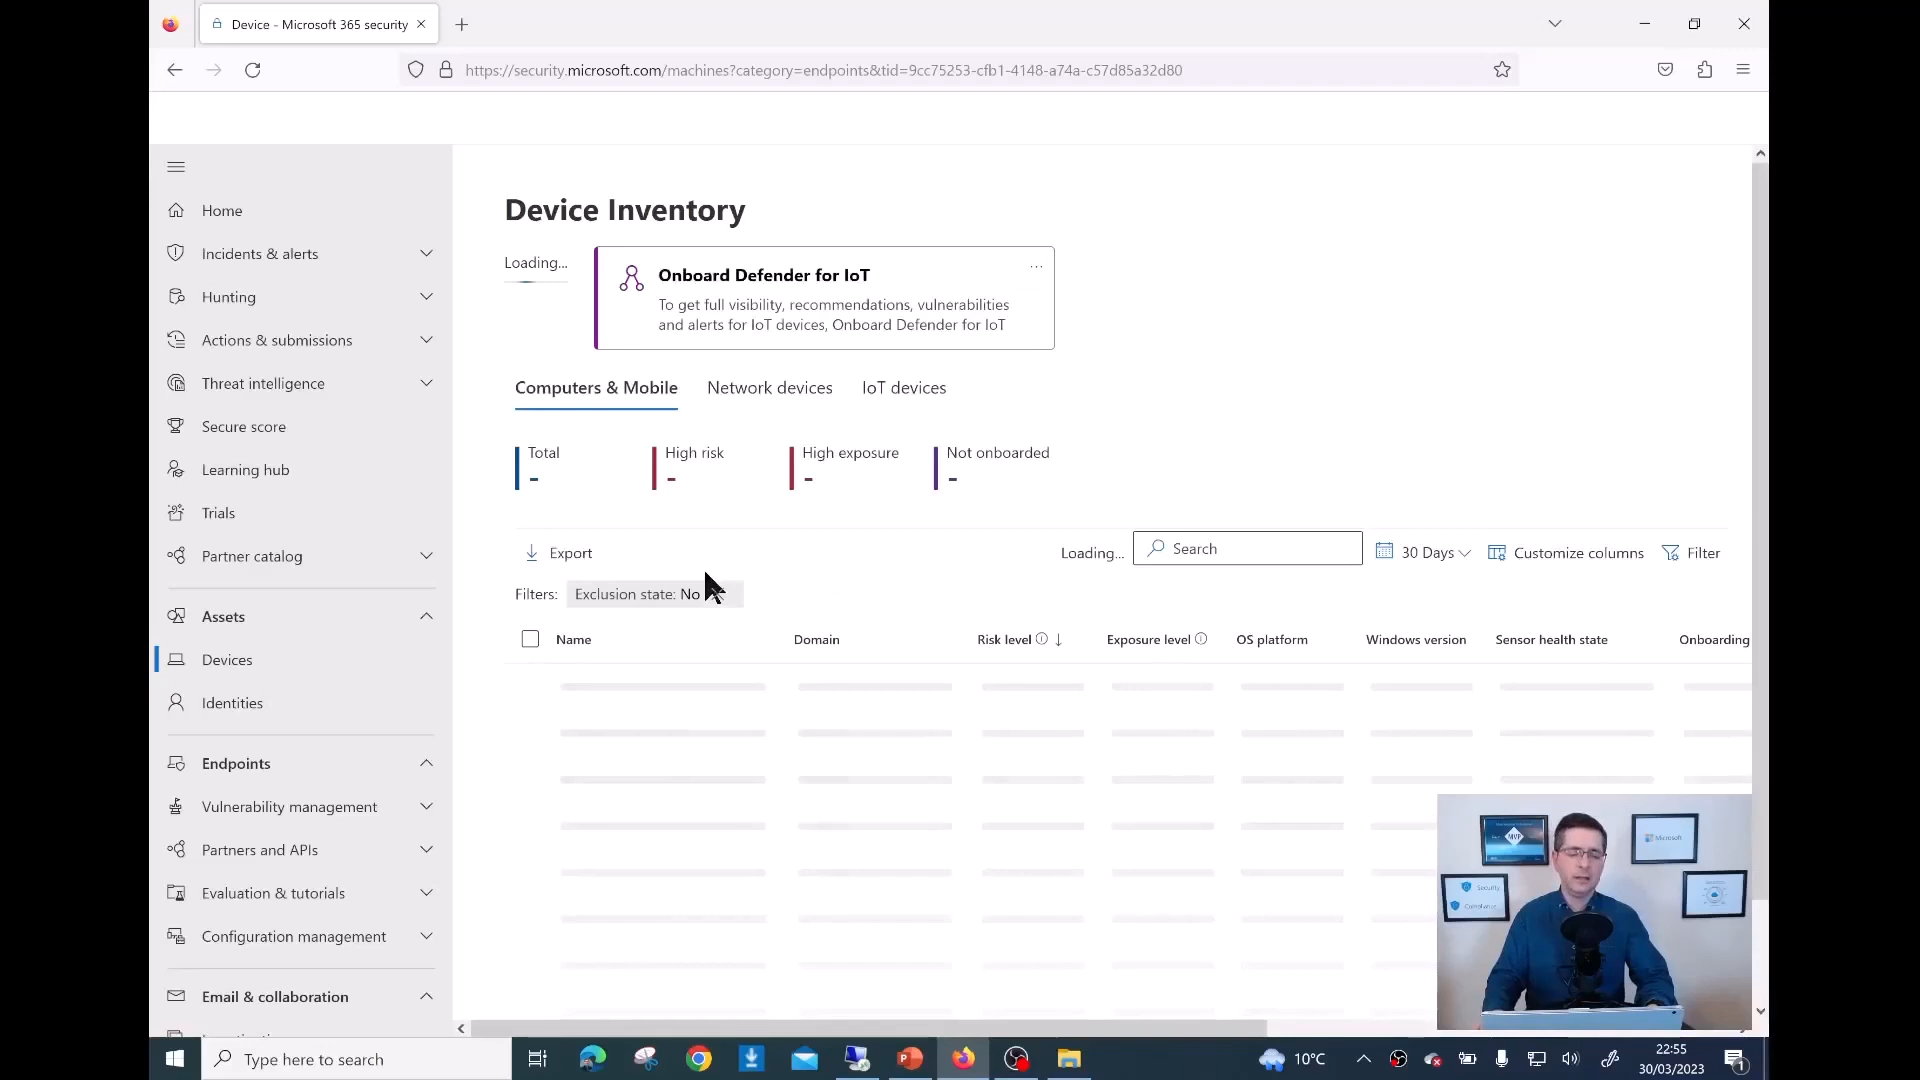 Device - Microsoft 365 security
https://security.microsoft.com/machines?category=endpoints&tid=9cc75253-cfb1-4148-a74a-c57d85a32d80
Home
Incidents & alerts
Hunting
Actions & submissions
Threat intelligence
Secure score
Learning hub
Trials
Partner catalog
Assets
Devices
Identities
Endpoints
Vulnerability management
Partners and APIs
Evaluation & tutorials
Configuration management
Email & collaboration
Device Inventory
Loading...
Onboard Defender for IoT
To get full visibility, recommendations, vulnerabilities
and alerts for IoT devices, Onboard Defender for IoT
Computers & Mobile Network devices IoT devices
Total High risk High exposure Not onboarded
- - - -
Export Loading... Search 30 Days Customize columns Filter
Filters: Exclusion state: No
Name Domain Risk level Exposure level OS platform Windows version Sensor health state Onboarding
MVP
Microsoft
Security
Compliance
Type here to search
10°C
22:55
30/03/2023
1